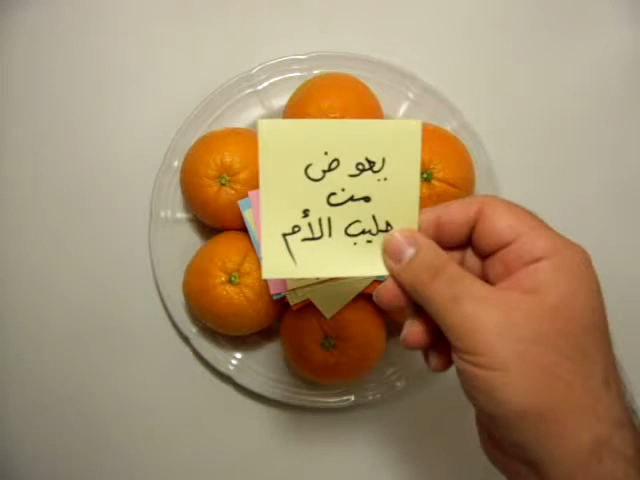 يعوض
من
حليب الأم